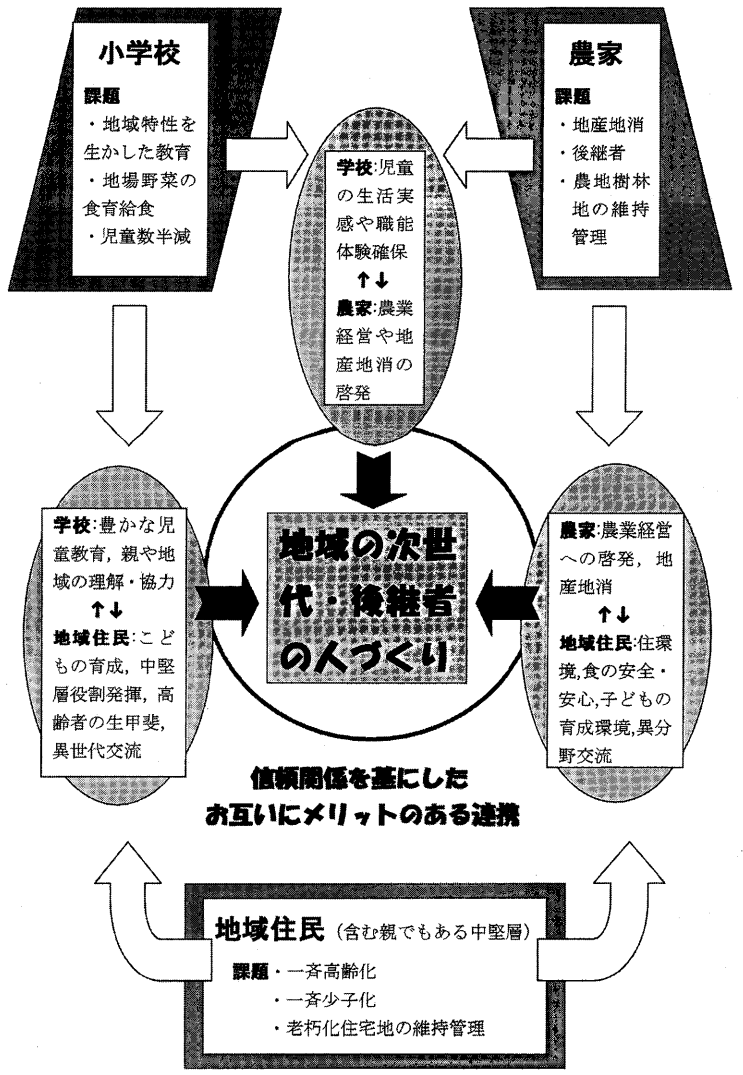 小学校
課題
・地域特性を
生かした教育
・地場野菜の
食育給食
・児童数半減
農家
課題
・地産地消
・後継者
・農地樹林
地の維持
管理
学校:児童
の生活実
感や職能
体験確保
↑↓
農家:農業
経営や地
産地消の
啓発
学校:豊かな児
童教育，親や地
域の理解・協力
↑↓
地域住民:こど
もの育成，中堅
層役割発揮，高
齢者の生甲斐，
異世代交流
地域の次世
代・後継者
の人づくり
農家:農業経営
への啓発，地
産地消
↑↓
地域住民:住環
境,食の安全・
安心,子どもの
育成環境,異分
野交流
信頼関係を基にした
お互いにメリットのある連携
地域住民（含む親でもある中堅層）
課題・一斉高齢化
・一斉少子化
・老朽化住宅地の維持管理